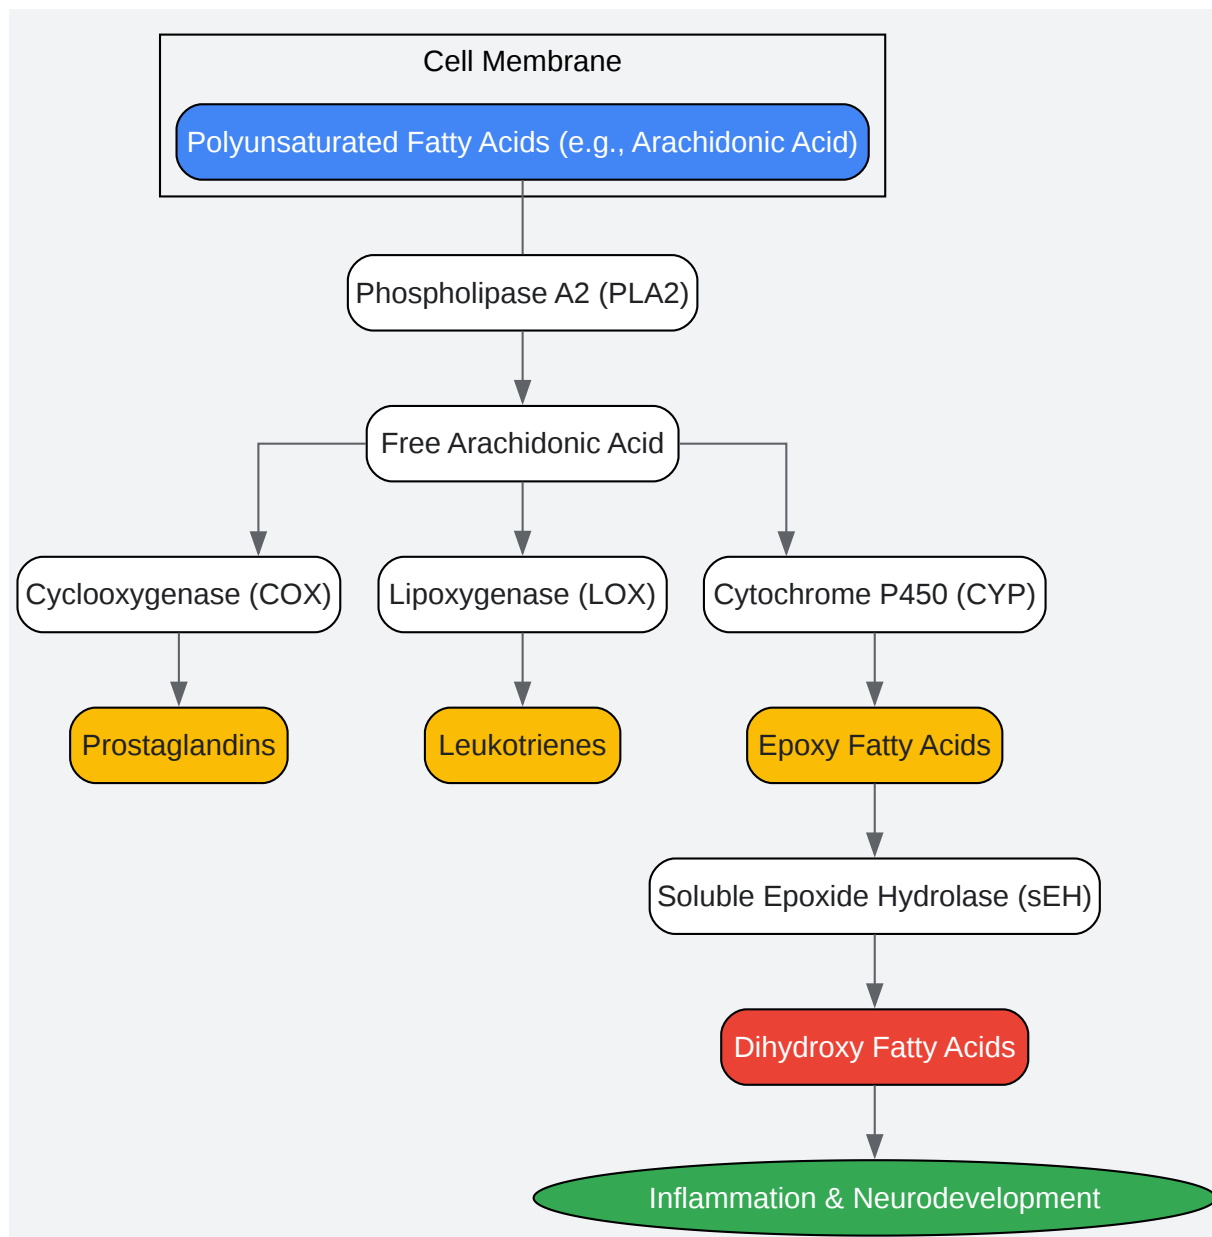 Cell Membrane
Polyunsaturated Fatty Acids (e.g., Arachidonic Acid)
Phospholipase A2 (PLA2)
Free Arachidonic Acid
Cyclooxygenase (COX)
Lipoxygenase (LOX)
Cytochrome P450 (CYP)
Prostaglandins
Leukotrienes
Epoxy Fatty Acids
Soluble Epoxide Hydrolase (sEH)
Dihydroxy Fatty Acids
Inflammation & Neurodevelopment